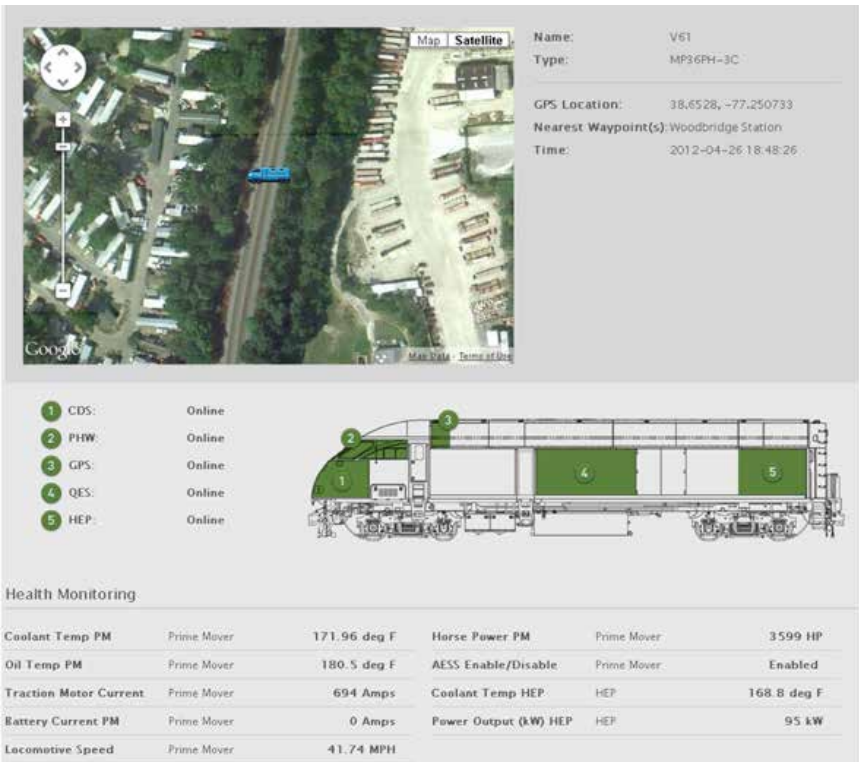 Map Satellite
Google
Map Data - Terms of Use
Name: V61
Type: MP36PH-3C
GPS Location: 38.6528, -77.250733
Nearest Waypoint(s): Woodbridge Station
Time: 2012-04-26 18:48:26
1 CDS: Online
2 PHW: Online
3 GPS: Online
4 QES: Online
5 HEP: Online
1
2
3
4
5
Health Monitoring
Coolant Temp PM Prime Mover 171.96 deg F Horse Power PM Prime Mover 3599 HP
Oil Temp PM Prime Mover 180.5 deg F AESS Enable/Disable Prime Mover Enabled
Traction Motor Current Prime Mover 694 Amps Coolant Temp HEP HEP 168.8 deg F
Battery Current PM Prime Mover 0 Amps Power Output (kW) HEP HEP 95 kW
Locomotive Speed Prime Mover 41.74 MPH